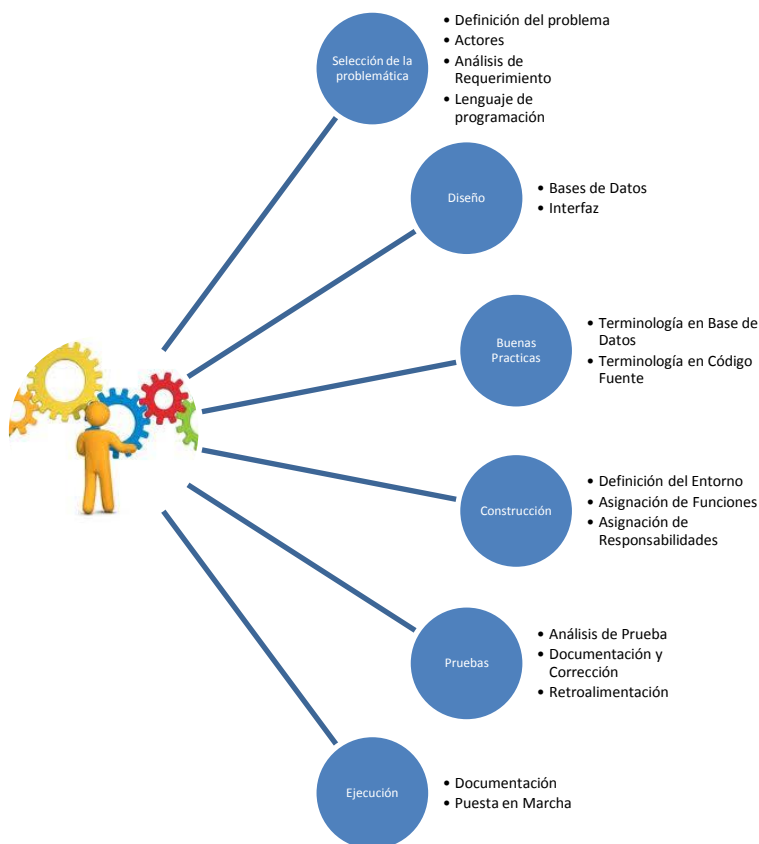 Selección de la
problemática
• Definición del problema
• Actores
• Análisis de
Requerimiento
• Lenguaje de
programación
Diseño
• Bases de Datos
• Interfaz
Buenas
Practicas
• Terminología en Base de
Datos
• Terminología en Código
Fuente
Construcción
• Definición del Entorno
• Asignación de Funciones
• Asignación de
Responsabilidades
Pruebas
• Análisis de Prueba
• Documentación y
Corrección
• Retroalimentación
Ejecución
• Documentación
• Puesta en Marcha